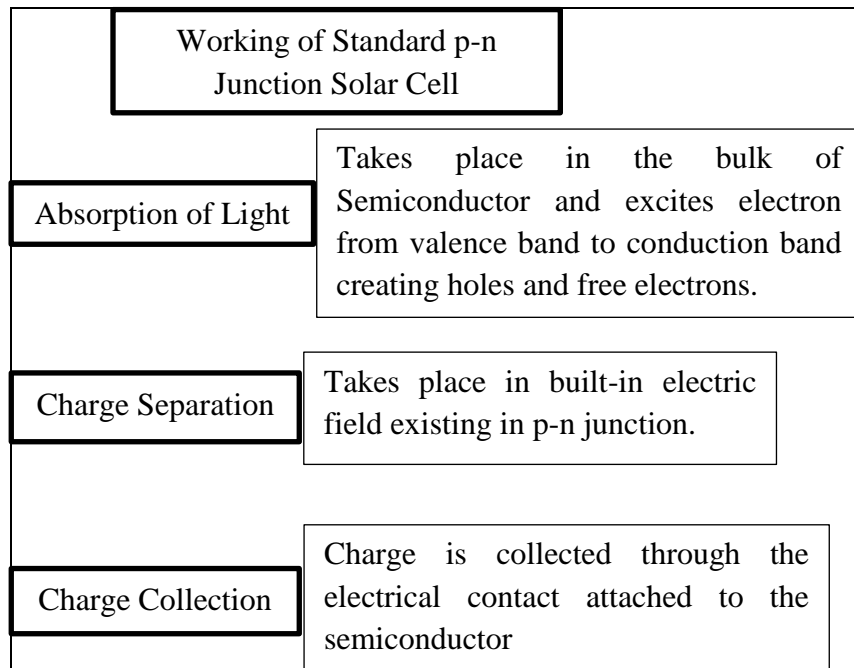 Working of Standard p-n
Junction Solar Cell
Absorption of Light
Takes place in the bulk of
Semiconductor and excites electron
from valence band to conduction band
creating holes and free electrons.
Charge Separation
Takes place in built-in electric
field existing in p-n junction.
Charge Collection
Charge is collected through the
electrical contact attached to the
semiconductor